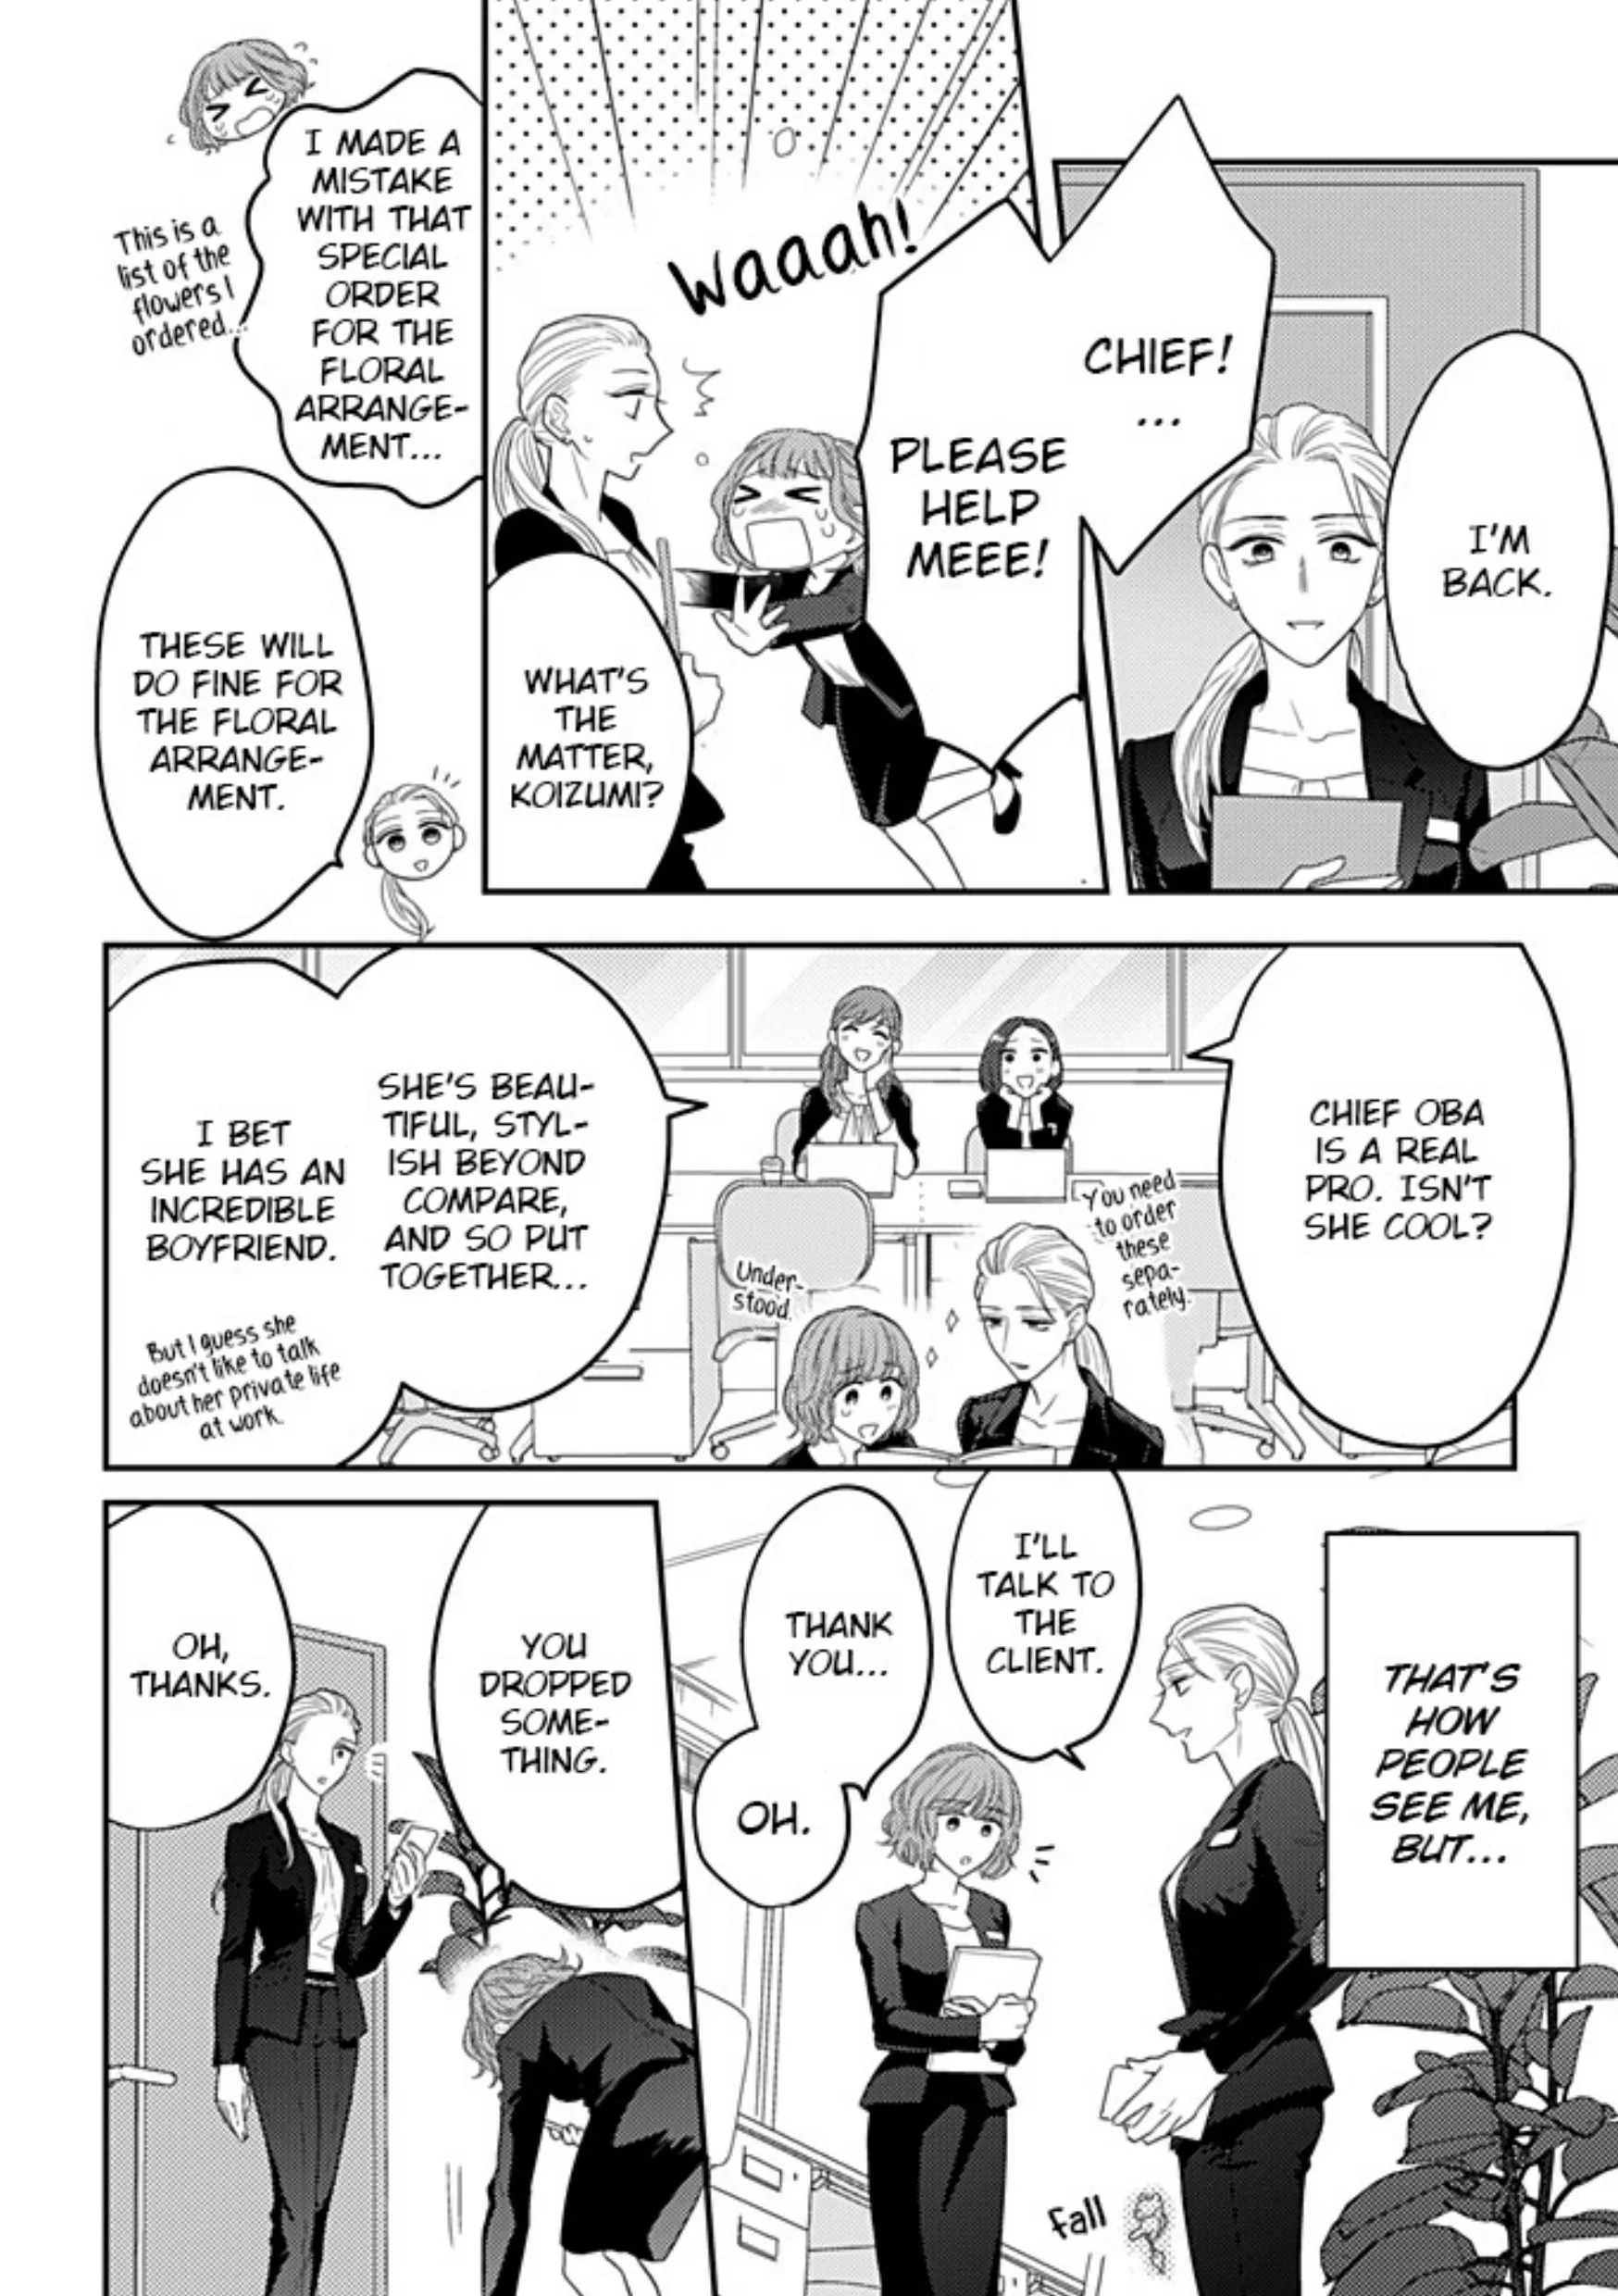 I'M
BACK.
CHIEF!
...
PLEASE
HELP
MEEE!
Waaah!
WHAT'S
THE
MATTER,
KOIZUMI?
I MADE A
MISTAKE
WITH THAT
SPECIAL
ORDER
FOR THE
FLORAL
ARRANGE-
MENT...
This is a
list of the
flowers I
ordered...
THESE WILL
DO FINE FOR
THE FLORAL
ARRANGE-
MENT.
CHIEF OBA
IS A REAL
PRO. ISN'T
SHE COOL?
You need
to order
these
sepa-
rately.
Under-
stood.
SHE'S BEAU-
TIFUL, STYL-
ISH BEYOND
COMPARE,
AND SO PUT
TOGETHER...
I BET
SHE HAS AN
INCREDIBLE
BOYFRIEND.
But I guess she
doesn't like to talk
about her private life
at work.
THAT'S
HOW
PEOPLE
SEE ME,
BUT...
I'LL
TALK TO
THE
CLIENT.
THANK
YOU...
OH.
fall
YOU
DROPPED
SOME-
THING.
OH,
THANKS.